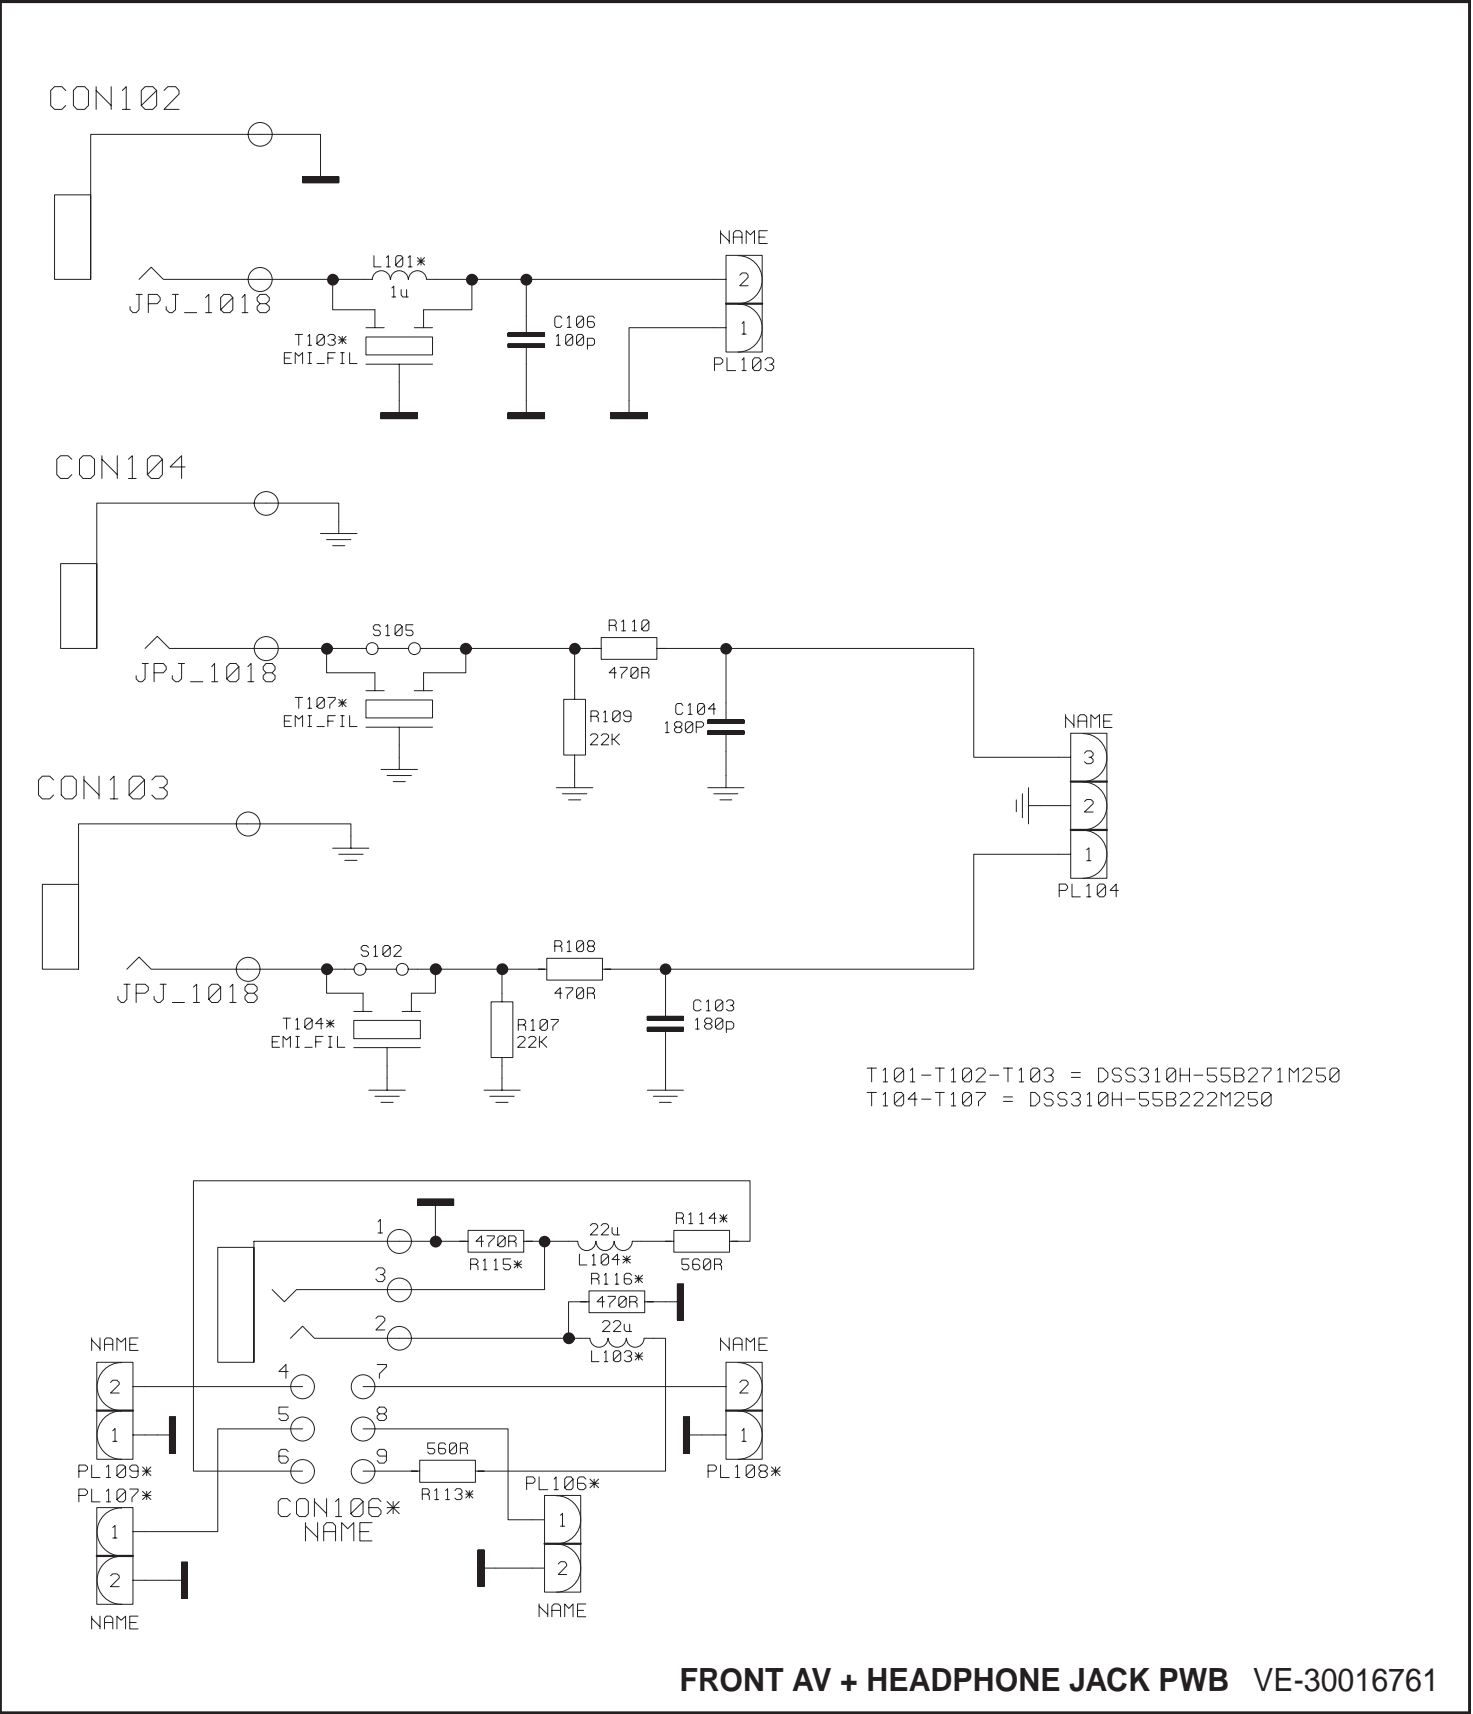 CON102
NAME
L101*
2
1u
JPJ_1018
C106
100p
1
T103*
EMI_FIL
PL103
CON104
R110
S105
JPJ_1018
470R
T107*
EMI_FIL
R109
22K
C104
180P
NAME
3
2
1
PL104
CON103
R108
S102
JPJ_1018
470R
T104*
EMI_FIL
R107
22K
C103
180p
T101-T102-T103 = DSS310H-55B271M250
T104-T107 = DSS310H-55B222M250
1
470R
R115*
22u
L104*
R114*
560R
3
R116*
470R
2
22u
L103*
NAME
2
1
PL109*
4
7
5
8
6
9
NAME
2
1
PL108*
560R
R113*
PL107*
1
2
NAME
CON106*
NAME
PL106*
1
2
NAME
FRONT AV + HEADPHONE JACK PWB VE-30016761